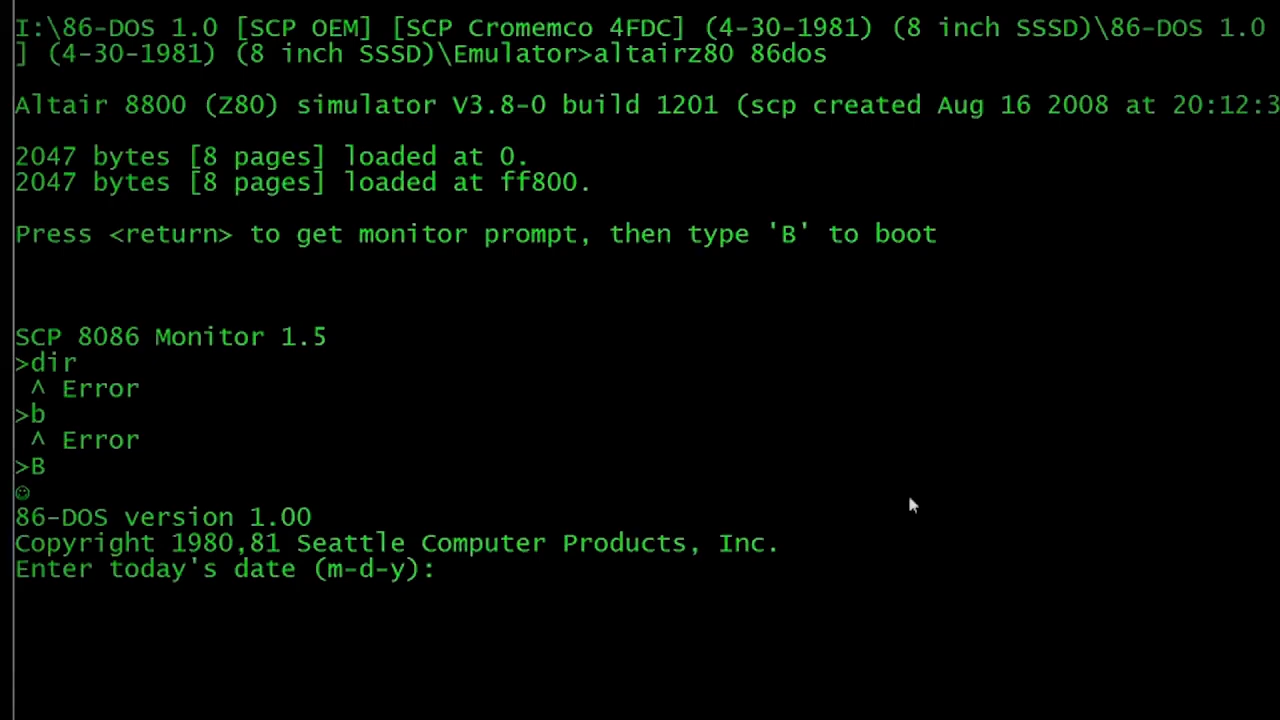 I:\86-DOS 1.0 [SCP OEM] [SCP Cromemco 4FDC] (4-30-1981) (8 inch SSSD)\86-DOS 1.0
] (4-30-1981) (8 inch SSSD)\Emulator>altairz80 86dos
Altair 8800 (Z80) simulator V3.8-0 build 1201 (scp created Aug 16 2008 at 20:12:3
2047 bytes [8 pages] loaded at 0.
2047 bytes [8 pages] loaded at ff800.
Press <return> to get monitor prompt, then type 'B' to boot
SCP 8086 Monitor 1.5
>dir
^ Error
>b
^ Error
>B
☺
86-DOS version 1.00
Copyright 1980,81 Seattle Computer Products, Inc.
Enter today's date (m-d-y):